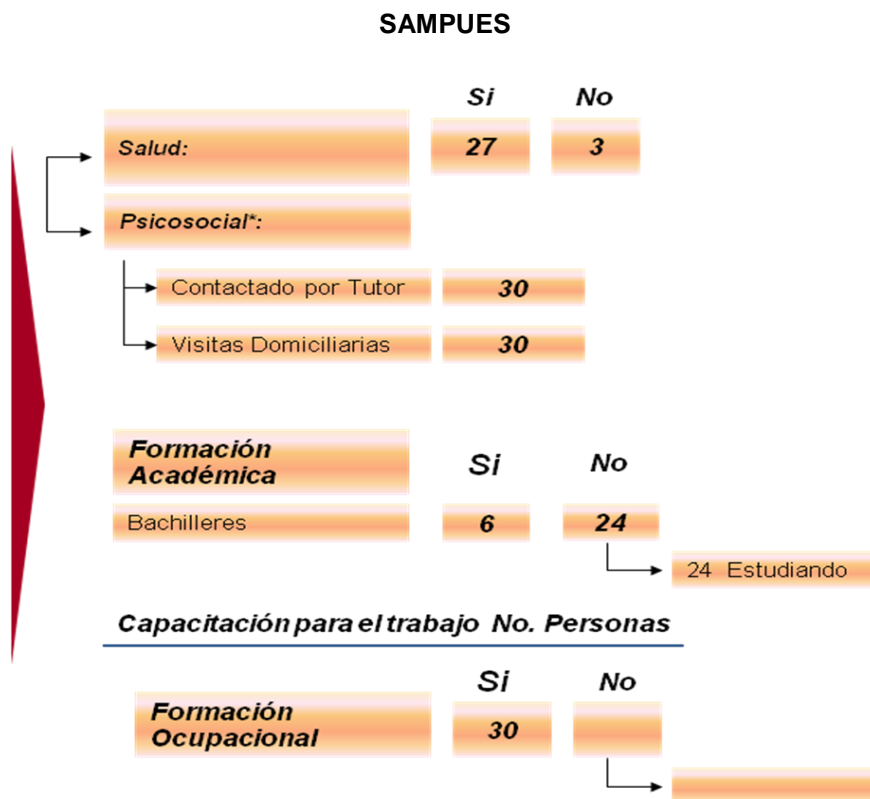 SAMPUES
Si No
Salud: 27 3
Psicosocial*:
Contactado por Tutor 30
Visitas Domiciliarias 30
Formación
Académica
Si No
Bachilleres 6 24
24 Estudiando
Capacitación para el trabajo No. Personas
Si No
Formación
Ocupacional
30